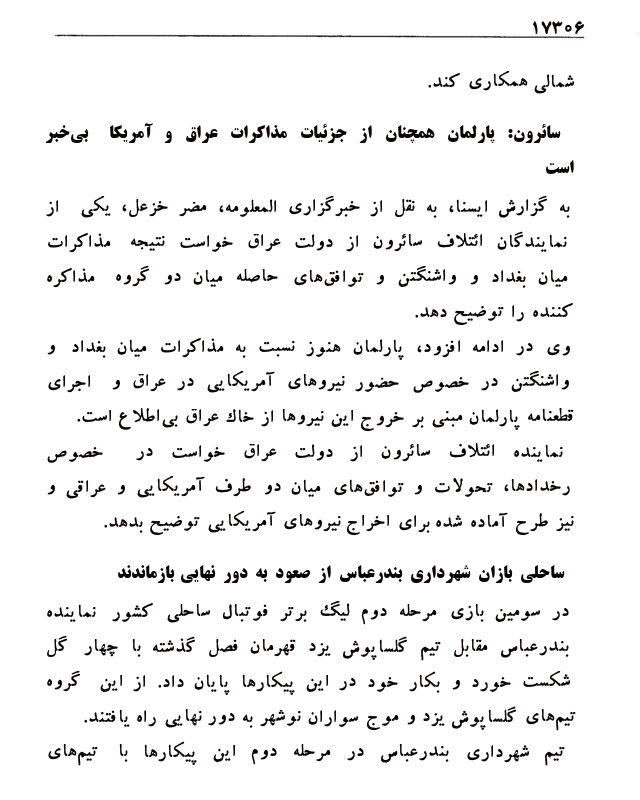 ۱۷۳۰۶
شمالی همکاری کند.
سائرون: پارلمان همچنان از جزئیات مذاکرات عراق و آمریکا بی‌خبر
است
به گزارش ایسنا، به نقل از خبرگزاری المعلومه، مضر خزعل، یکی از
نمایندگان ائتلاف سائرون از دولت عراق خواست نتیجه مذاکرات
میان بغداد و واشنگتن و توافق‌های حاصله میان دو گروه مذاکره
کننده را توضیح دهد.
وی در ادامه افزود، پارلمان هنوز نسبت به مذاکرات میان بغداد و
واشنگتن در خصوص حضور نیروهای آمریکایی در عراق و اجرای
قطعنامه پارلمان مبنی بر خروج این نیروها از خاك عراق بی‌اطلاع است.
نماینده ائتلاف سائرون از دولت عراق خواست در خصوص
رخدادها، تحولات و توافق‌های میان دو طرف آمریکایی و عراقی و
نیز طرح آماده شده برای اخراج نیروهای آمریکایی توضیح بدهد.
ساحلی بازان شهرداری بندرعباس از صعود به دور نهایی بازماندند
در سومین بازی مرحله دوم لیگ برتر فوتبال ساحلی کشور نماینده
بندرعباس مقابل تیم گلساپوش یزد قهرمان فصل گذشته با چهار گل
شکست خورد و بکار خود در این پیکارها پایان داد. از این گروه
تیم‌های گلساپوش یزد و موج سواران نوشهر به دور نهایی راه یافتند.
تیم شهرداری بندرعباس در مرحله دوم این پیکارها با تیم‌های